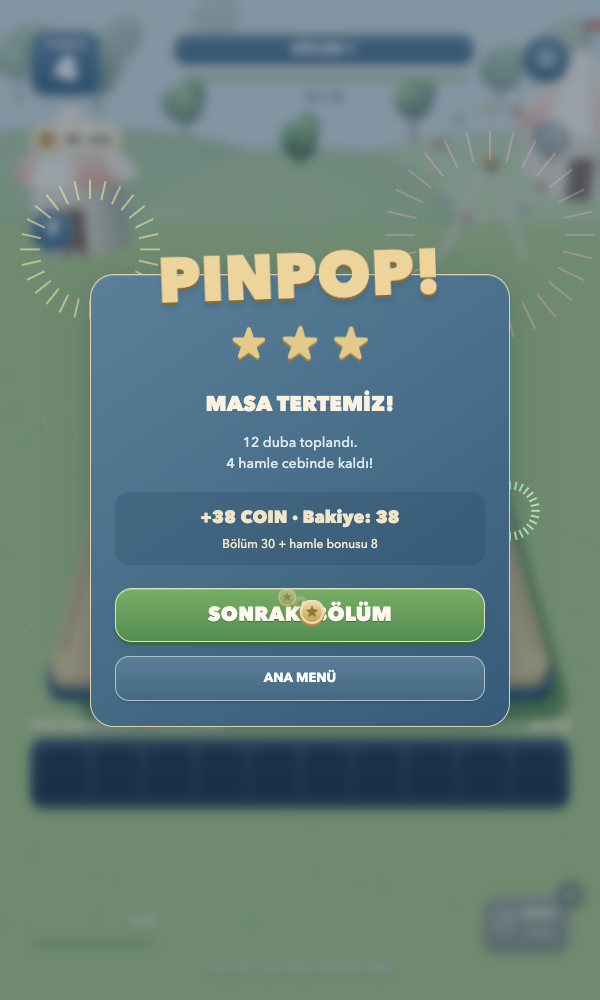 4
PINPOP!
MASA TERTEMİZ!
12 duba toplandı.
4 hamle cebinde kaldı!
+38 COIN • Bakiye: 38
Bölüm 30 + hamle bonusu 8
ANA MENÜ